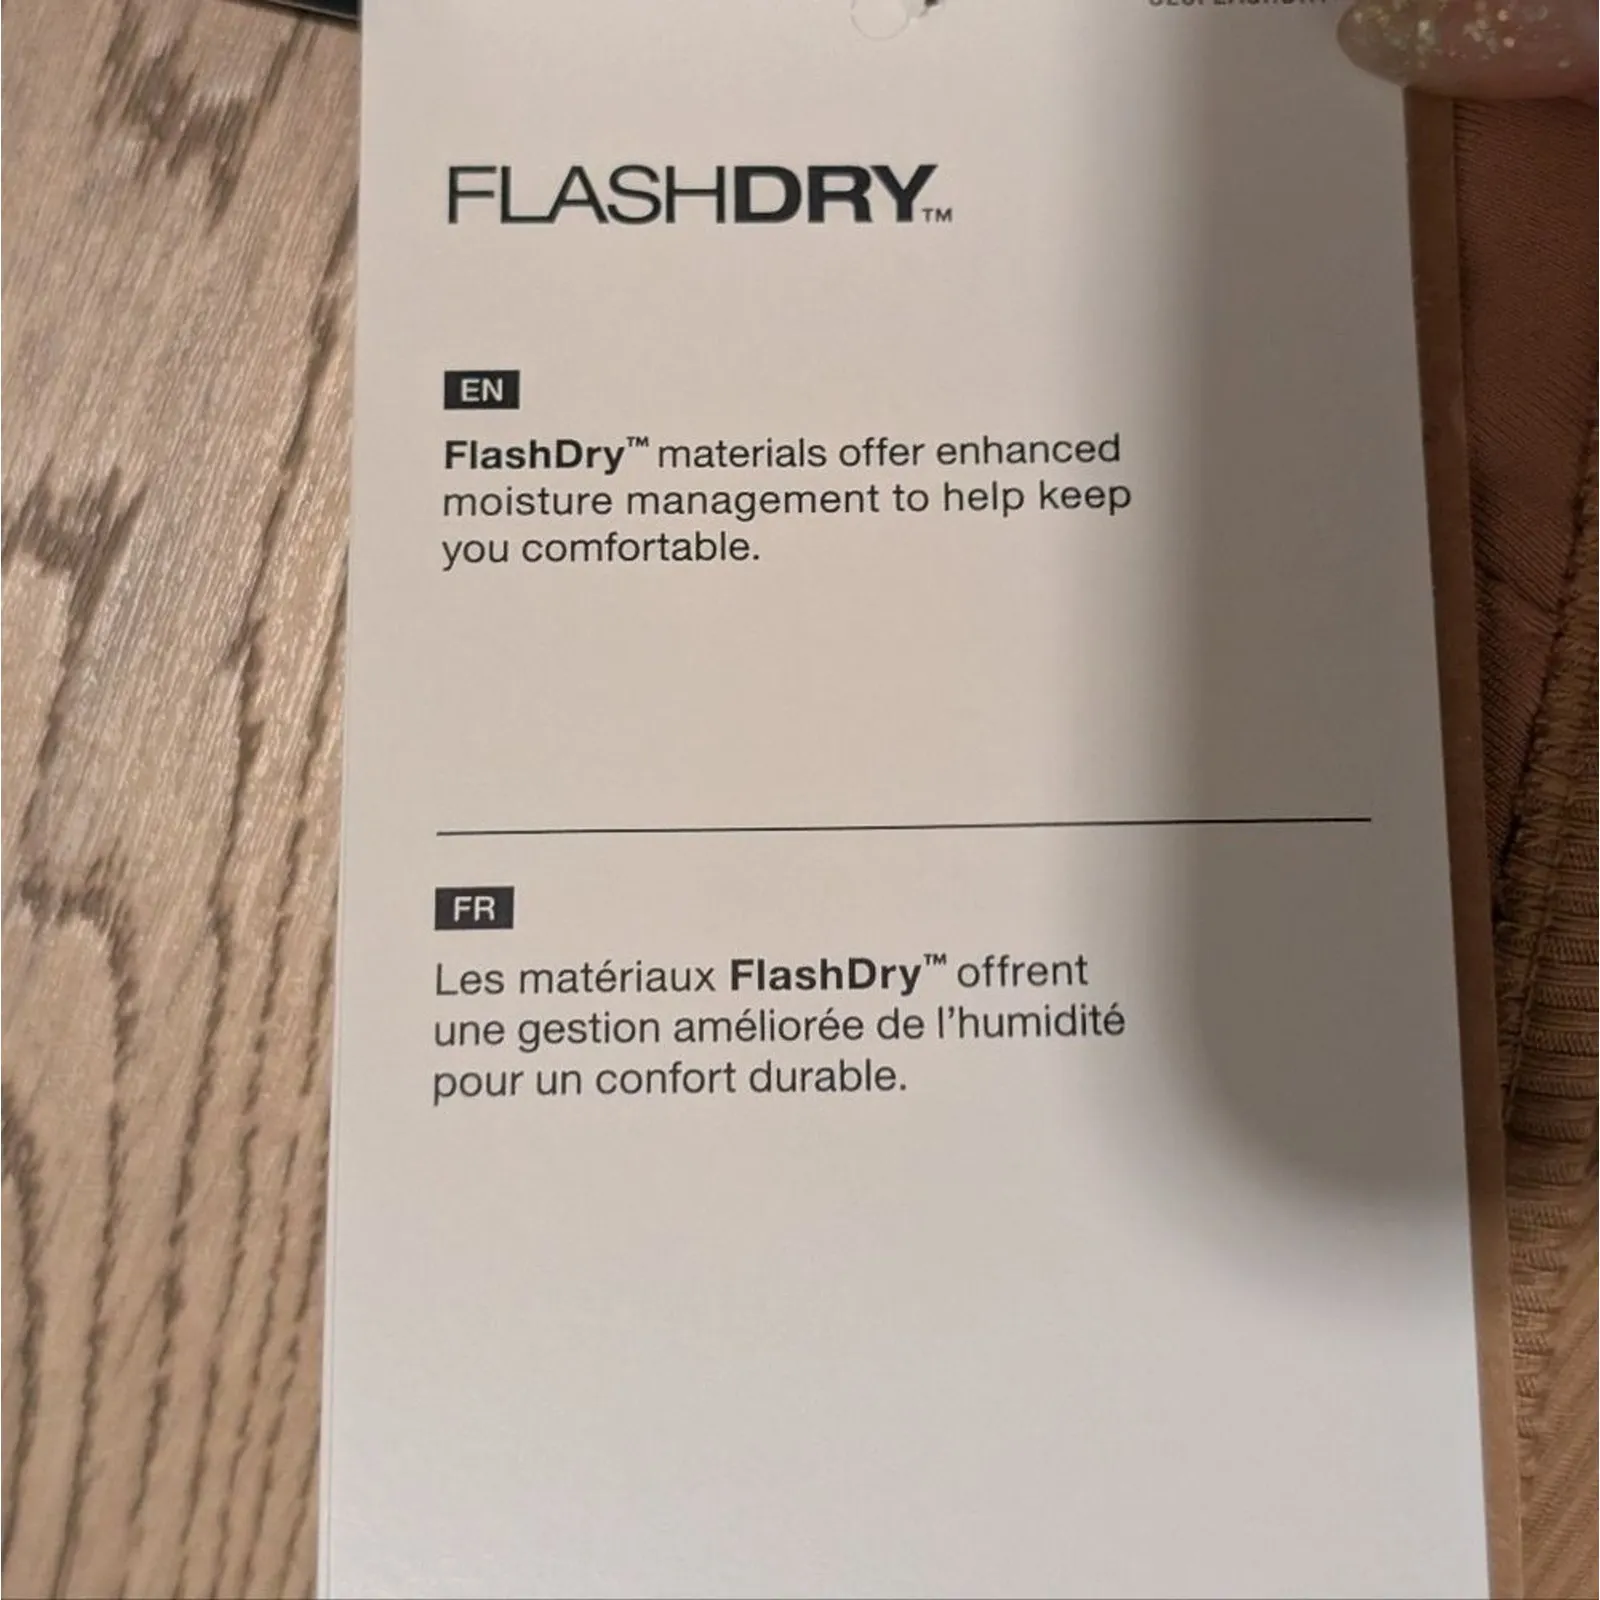 FLASHDRY™
EN
FlashDry™ materials offer enhanced
moisture management to help keep
you comfortable.
FR
Les matériaux FlashDry™ offrent
une gestion améliorée de l'humidité
pour un confort durable.